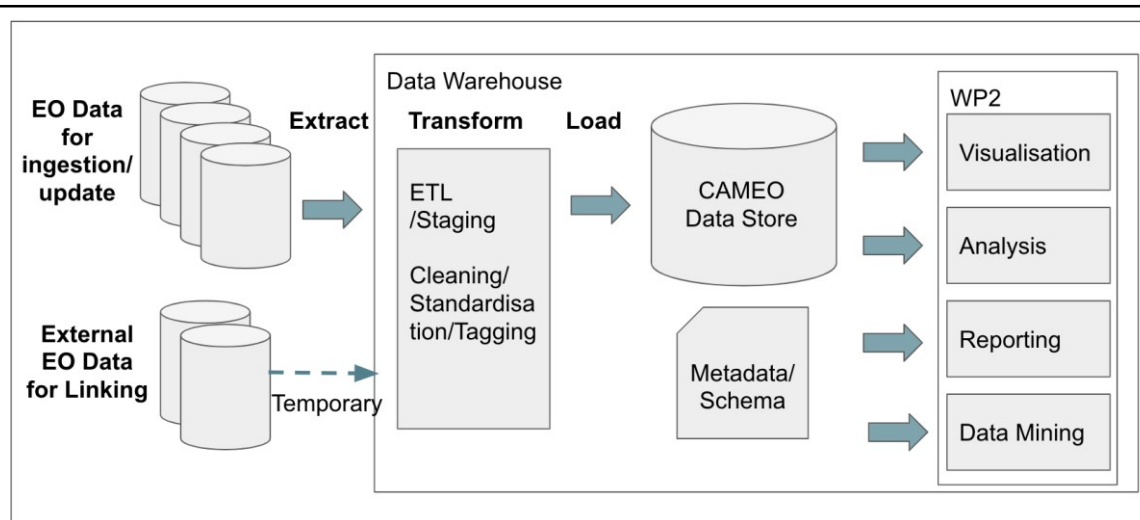 EO Data
for
ingestion/
update
Extract
Data Warehouse
Transform
Load
ETL
/Staging
Cleaning/
Standardisa
tion/Tagging
CAMEO
Data Store
Metadata/
Schema
WP2
Visualisation
Analysis
Reporting
Data Mining
External
EO Data
for Linking
Temporary